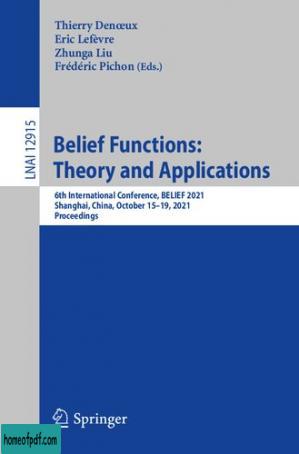 Thierry Denœux
Eric Lefèvre
Zhunga Liu
Frédéric Pichon (Eds.)
LNAI 12915
Belief Functions:
Theory and Applications
6th International Conference, BELIEF 2021
Shanghai, China, October 15–19, 2021
Proceedings
Springer
homeofpdf.com